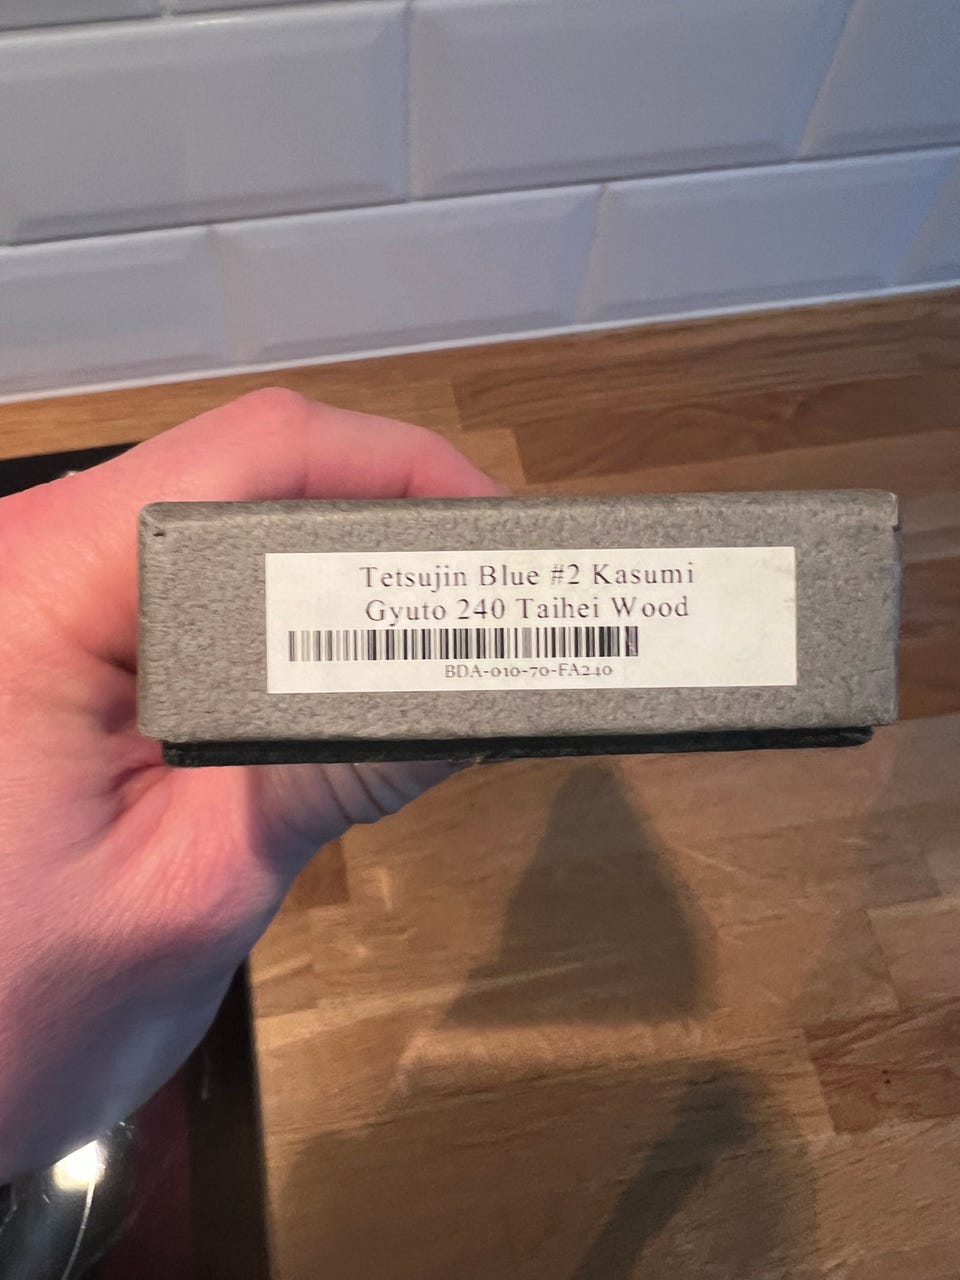 Tetsujin Blue #2 Kasumi
Gyuto 240 Taihei Wood
BDA-010-70-FA240